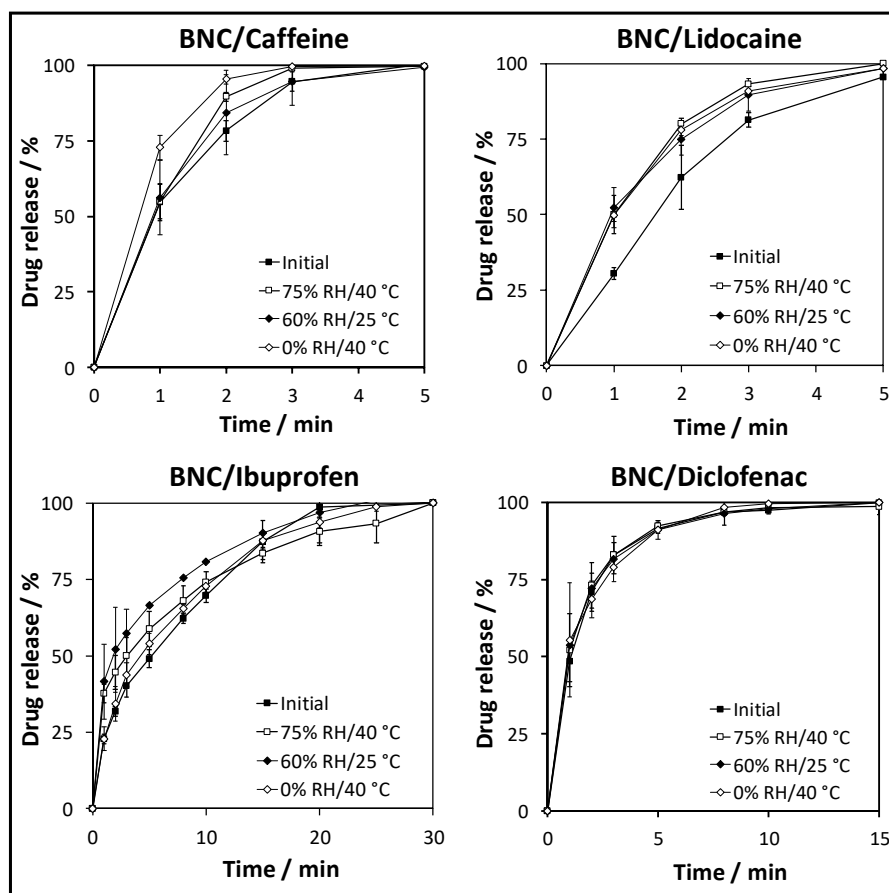 BNC/Caffeine
Drug release / %
100
75
50
25
0
Initial
75% RH/40 °C
60% RH/25 °C
0% RH/40 °C
0 1 2 3 5
Time / min
BNC/Lidocaine
Drug release / %
100
75
50
25
0
Initial
75% RH/40 °C
60% RH/25 °C
0% RH/40 °C
0 1 2 3 4 5
Time / min
BNC/Ibuprofen
Drug release / %
100
75
50
25
0
Initial
75% RH/40 °C
60% RH/25 °C
0% RH/40 °C
0 10 20 30
Time / min
BNC/Diclofenac
Drug release / %
100
75
50
25
0
Initial
75% RH/40 °C
60% RH/25 °C
0% RH/40 °C
0 5 10 15
Time / min